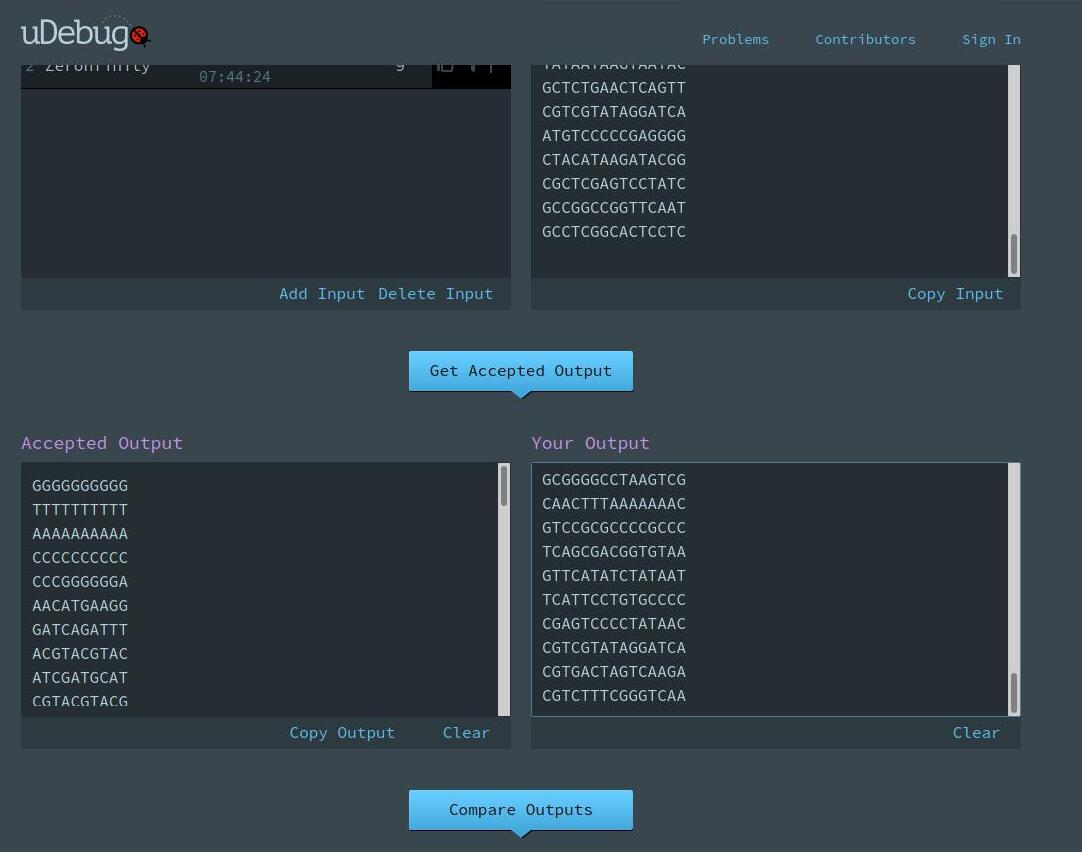 uDebug
Problems Contributors Sign In
2 Zeronfinity
07:44:24
9
TATAATAAGTAATAC
GCTCTGAACTCAGTT
CGTCGTATAGGATCA
ATGTCCCCCGAGGGG
CTACATAAGATACGG
CGCTCGAGTCCTATC
GCCGGCCGGTTCAAT
GCCTCGGCACTCCTC
Add Input Delete Input
Copy Input
Get Accepted Output
Accepted Output
GGGGGGGGGG
TTTTTTTTTT
AAAAAAAAAA
CCCCCCCCCC
CCCGGGGGGA
AACATGAAGG
GATCAGATTT
ACGTACGTAC
ATCGATGCAT
CGTACGTACG
Copy Output Clear
Your Output
GCGGGGCCTAAGTCG
CAACTTTAAAAAAAC
GTCCGCGCCCCGCCC
TCAGCGACGGTGTAA
GTTCATATCTATAAT
TCATTCCTGTGCCCC
CGAGTCCCCTATAAC
CGTCGTATAGGATCA
CGTGACTAGTCAAGA
CGTCTTTCGGGTCAA
Clear
Compare Outputs